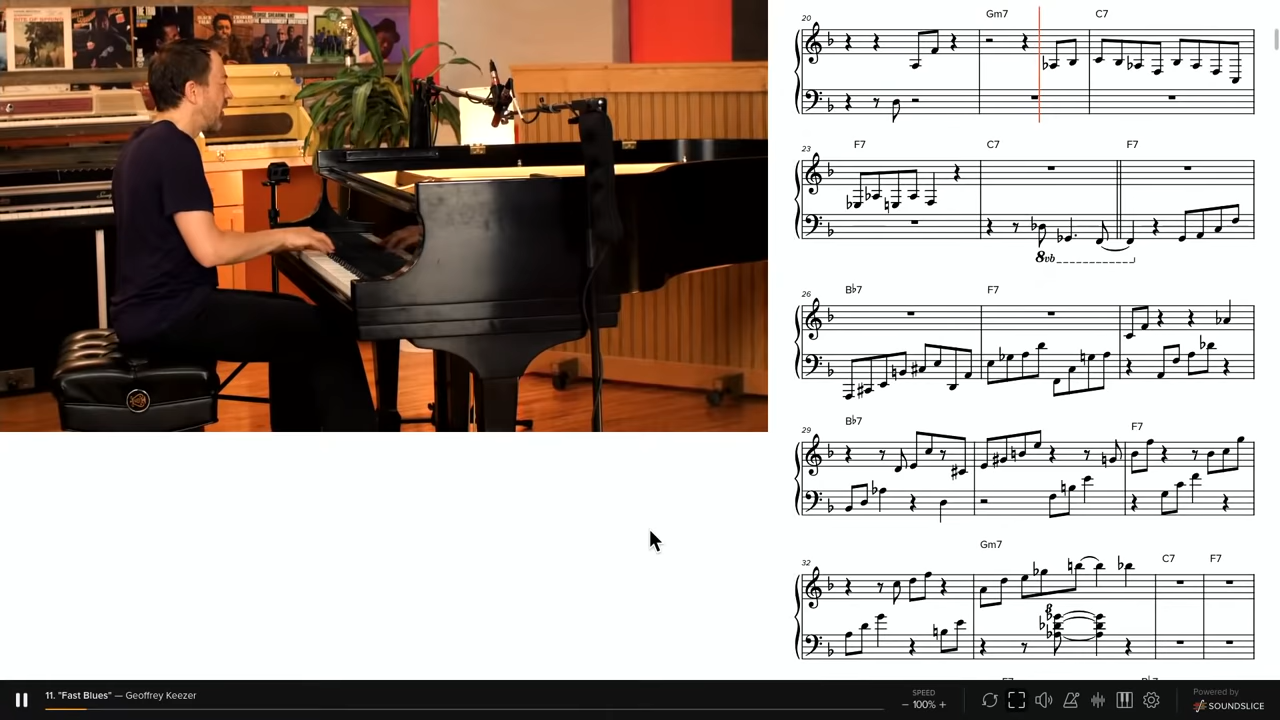 20
Gm7
C7
23
F7
C7
F7
8vb
26
B♭7
F7
29
B♭7
F7
32
Gm7
C7
F7
11. "Fast Blues" — Geoffrey Keezer
SPEED
− 100% +
Powered by
SOUNDSLICE